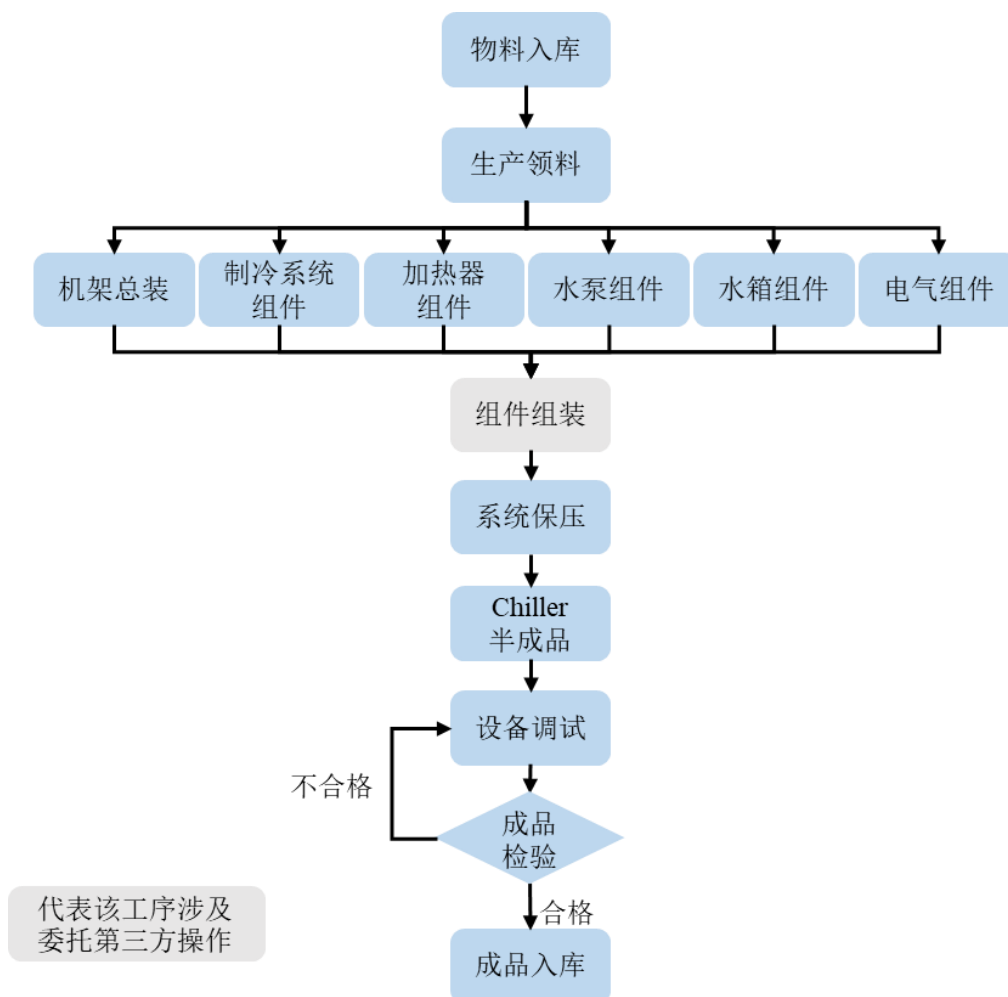 物料入库
生产领料
机架总装
制冷系统
组件
加热器
组件
水泵组件
水箱组件
电气组件
组件组装
系统保压
Chiller
半成品
设备调试
不合格
成品
检验
合格
代表该工序涉及
委托第三方操作
成品入库